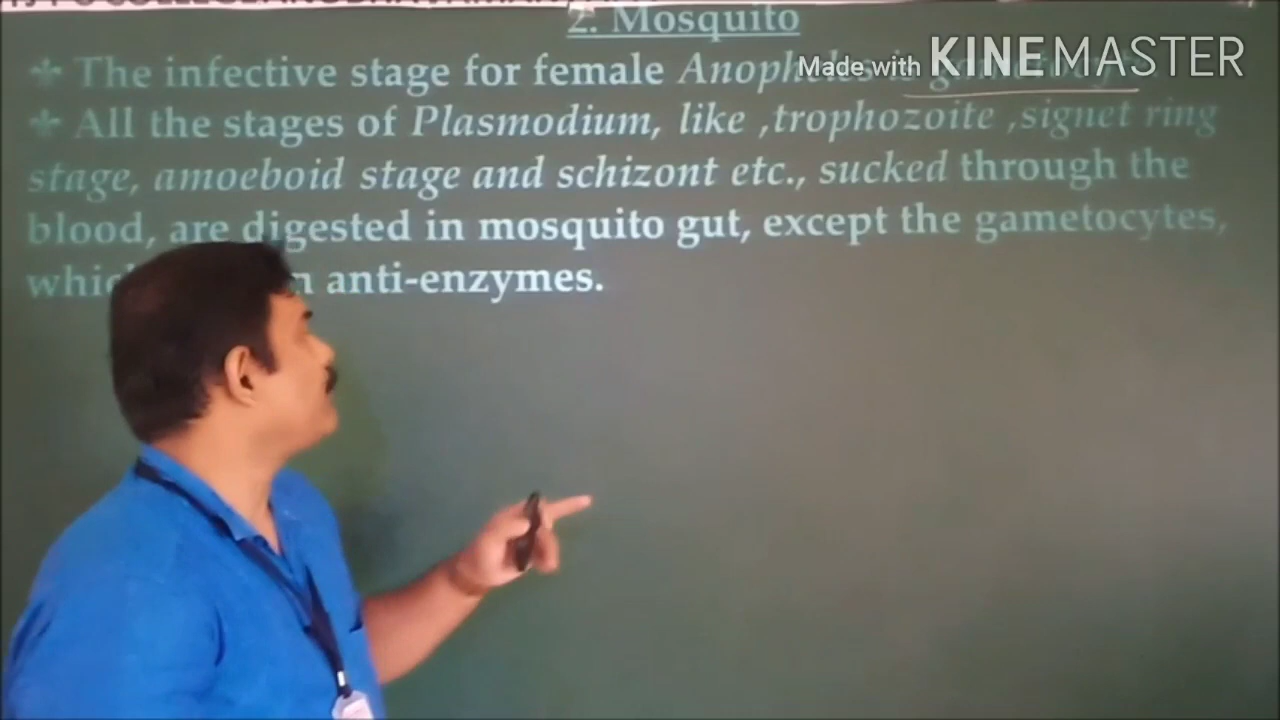 2. Mosquito
Made with KINEMASTER
The infective stage for female
All the stages of Plasmodium, like ,trophozoite ,signet ring
stage, amoeboid stage and schizont etc., sucked through the
blood, are digested in mosquito gut, except the gametocytes,
anti-enzymes.